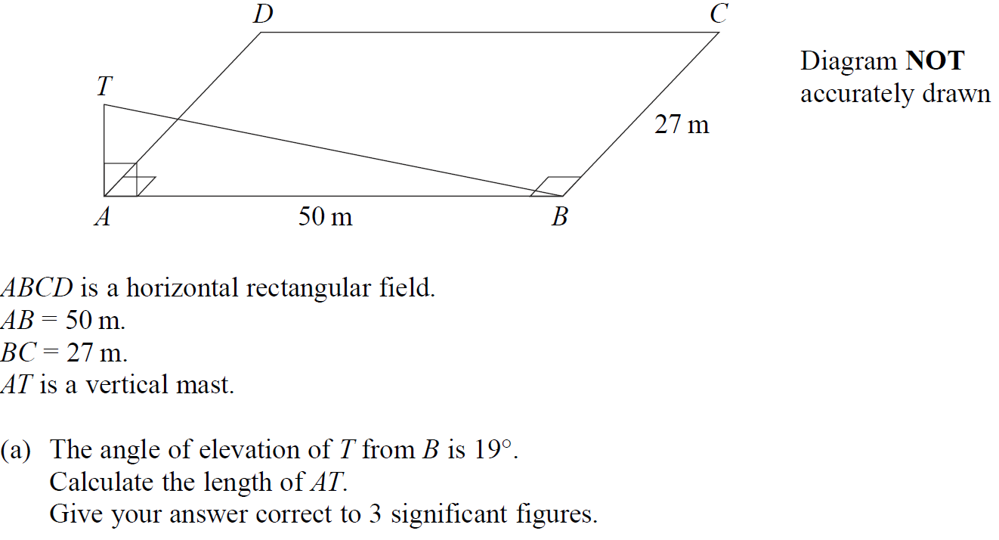 D
C
Diagram NOT
accurately drawn
T
27 m
A
50 m
B
ABCD is a horizontal rectangular field.
AB = 50 m.
BC = 27 m.
AT is a vertical mast.
(a) The angle of elevation of T from B is 19°.
Calculate the length of AT.
Give your answer correct to 3 significant figures.